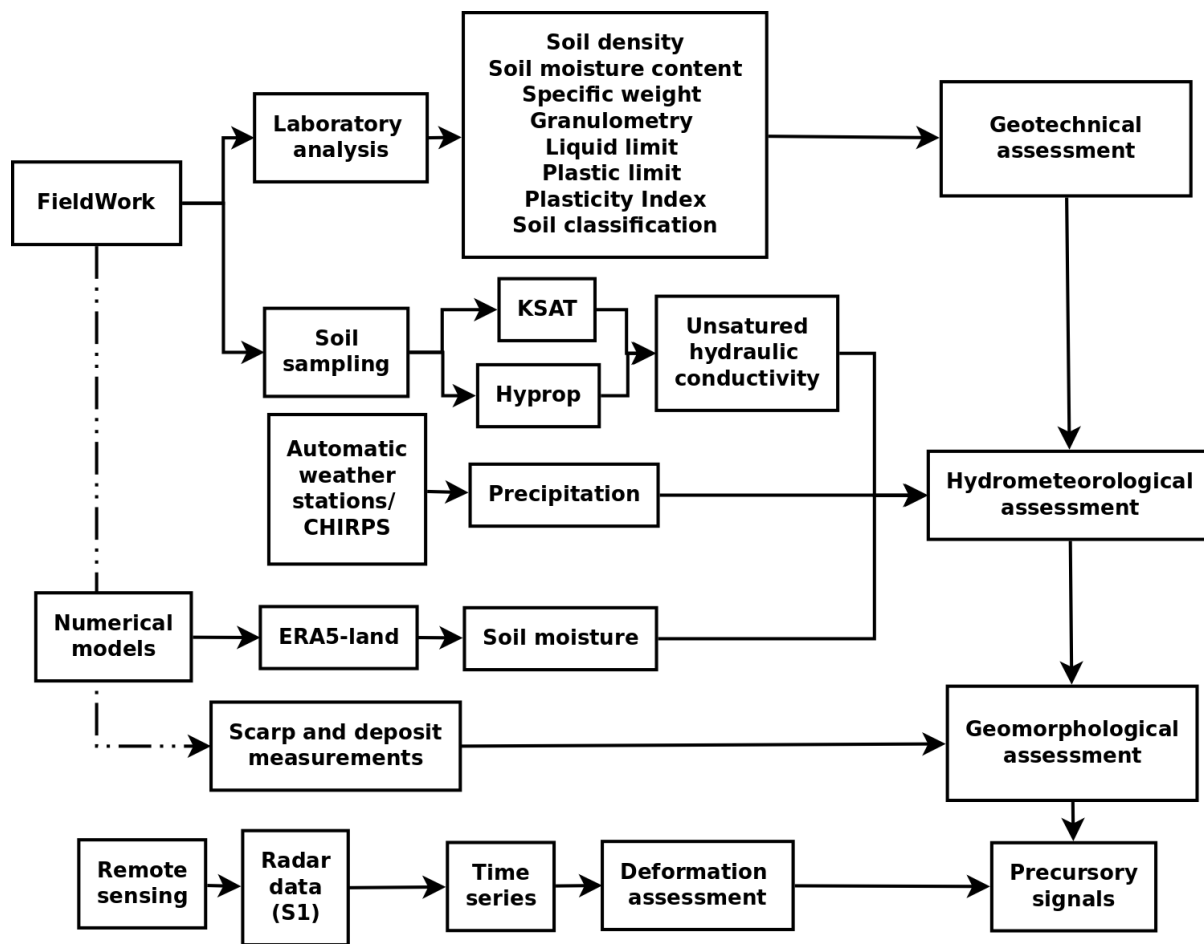 Soil density
Soil moisture content
Specific weight
Granulometry
Liquid limit
Plastic limit
Plasticity Index
Soil classification
Laboratory
analysis
Geotechnical
assessment
FieldWork
KSAT
Soil
sampling
Unsatured
hydraulic
conductivity
Hyprop
Automatic
weather
stations/
CHIRPS
Precipitation
Hydrometeorological
assessment
Numerical
models
ERA5-land
Soil moisture
Scarp and deposit
measurements
Geomorphological
assessment
Remote
sensing
Radar
data
(S1)
Time
series
Deformation
assessment
Precursory
signals